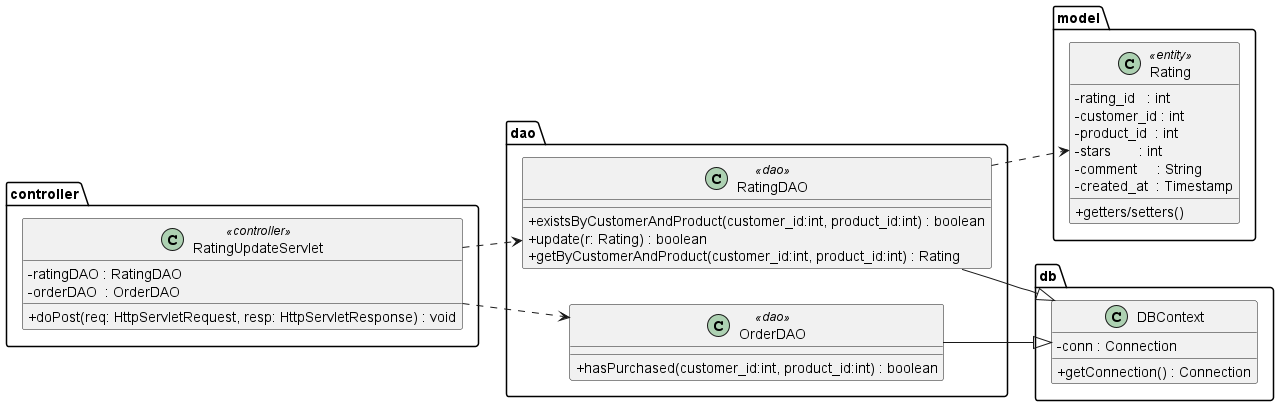 controller
C
«controller»
RatingUpdateServlet
-ratingDAO : RatingDAO
-orderDAO : OrderDAO
+doPost(req: HttpServletRequest, resp: HttpServletResponse) : void
dao
C
«dao»
RatingDAO
+existsByCustomerAndProduct(customer_id:int, product_id:int) : boolean
+update(r: Rating) : boolean
+getByCustomerAndProduct(customer_id:int, product_id:int) : Rating
C
«dao»
OrderDAO
+hasPurchased(customer_id:int, product_id:int) : boolean
model
C
«entity»
Rating
-rating_id : int
-customer_id : int
-product_id : int
-stars : int
-comment : String
-created_at : Timestamp
+getters/setters()
db
C
DBContext
-conn : Connection
+getConnection() : Connection